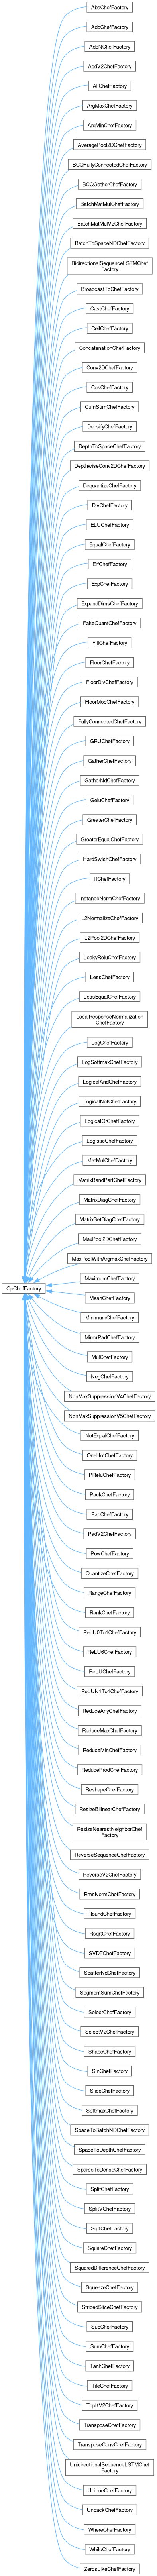 AbsChefFactory
AddChefFactory
AddNChefFactory
AddV2ChefFactory
AllChefFactory
ArgMaxChefFactory
ArgMinChefFactory
AveragePool2DChefFactory
BCQFullyConnectedChefFactory
BCQGatherChefFactory
BatchMatMulChefFactory
BatchMatMulV2ChefFactory
BatchToSpaceNDChefFactory
BidirectionalSequenceLSTMChef
Factory
BroadcastToChefFactory
CastChefFactory
CeilChefFactory
ConcatenationChefFactory
Conv2DChefFactory
CosChefFactory
CumSumChefFactory
DensifyChefFactory
DepthToSpaceChefFactory
DepthwiseConv2DChefFactory
DequantizeChefFactory
DivChefFactory
ELUChefFactory
EqualChefFactory
ErfChefFactory
ExpChefFactory
ExpandDimsChefFactory
FakeQuantChefFactory
FillChefFactory
FloorChefFactory
FloorDivChefFactory
FloorModChefFactory
FullyConnectedChefFactory
GRUChefFactory
GatherChefFactory
GatherNdChefFactory
GeluChefFactory
GreaterChefFactory
GreaterEqualChefFactory
HardSwishChefFactory
IfChefFactory
InstanceNormChefFactory
L2NormalizeChefFactory
L2Pool2DChefFactory
LeakyReluChefFactory
LessChefFactory
LessEqualChefFactory
LocalResponseNormalization
ChefFactory
LogChefFactory
LogSoftmaxChefFactory
LogicalAndChefFactory
LogicalNotChefFactory
LogicalOrChefFactory
LogisticChefFactory
MatMulChefFactory
MatrixBandPartChefFactory
MatrixDiagChefFactory
MatrixSetDiagChefFactory
MaxPool2DChefFactory
MaxPoolWithArgmaxChefFactory
MaximumChefFactory
OpChefFactory
MeanChefFactory
MinimumChefFactory
MirrorPadChefFactory
MulChefFactory
NegChefFactory
NonMaxSuppressionV4ChefFactory
NonMaxSuppressionV5ChefFactory
NotEqualChefFactory
OneHotChefFactory
PReluChefFactory
PackChefFactory
PadChefFactory
PadV2ChefFactory
PowChefFactory
QuantizeChefFactory
RangeChefFactory
RankChefFactory
ReLU0To1ChefFactory
ReLU6ChefFactory
ReLUChefFactory
ReLUN1To1ChefFactory
ReduceAnyChefFactory
ReduceMaxChefFactory
ReduceMinChefFactory
ReduceProdChefFactory
ReshapeChefFactory
ResizeBilinearChefFactory
ResizeNearestNeighborChef
Factory
ReverseSequenceChefFactory
ReverseV2ChefFactory
RmsNormChefFactory
RoundChefFactory
RsqrtChefFactory
SVDFChefFactory
ScatterNdChefFactory
SegmentSumChefFactory
SelectChefFactory
SelectV2ChefFactory
ShapeChefFactory
SinChefFactory
SliceChefFactory
SoftmaxChefFactory
SpaceToBatchNDChefFactory
SpaceToDepthChefFactory
SparseToDenseChefFactory
SplitChefFactory
SplitVChefFactory
SqrtChefFactory
SquareChefFactory
SquaredDifferenceChefFactory
SqueezeChefFactory
StridedSliceChefFactory
SubChefFactory
SumChefFactory
TanhChefFactory
TileChefFactory
TopKV2ChefFactory
TransposeChefFactory
TransposeConvChefFactory
UnidirectionalSequenceLSTMChef
Factory
UniqueChefFactory
UnpackChefFactory
WhereChefFactory
WhileChefFactory
ZerosLikeChefFactory